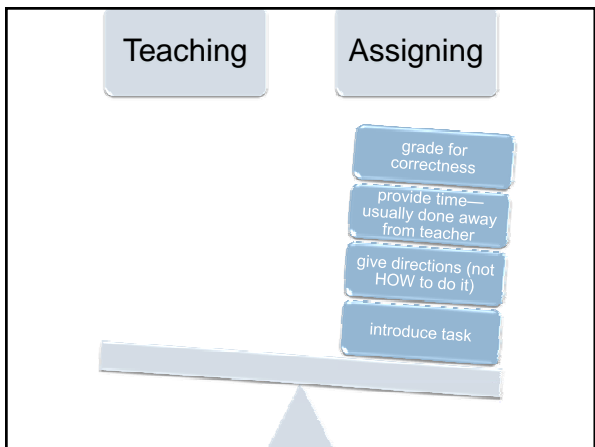 Teaching
Assigning
grade for
correctness
provide time—
usually done away
from teacher
give directions (not
HOW to do it)
introduce task